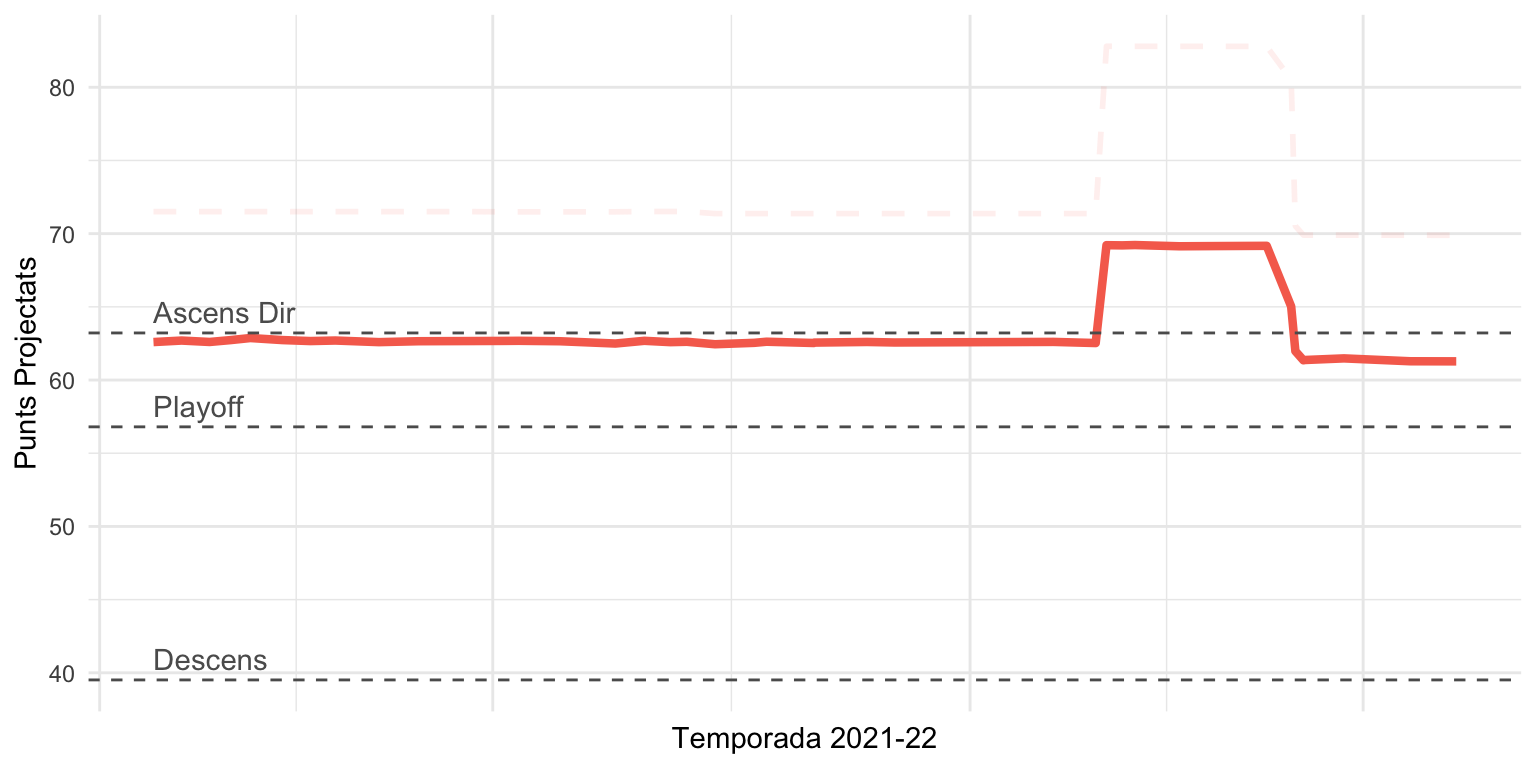 80
70
60
50
40
Punts Projectats
Ascens Dir
Playoff
Descens
Temporada 2021-22